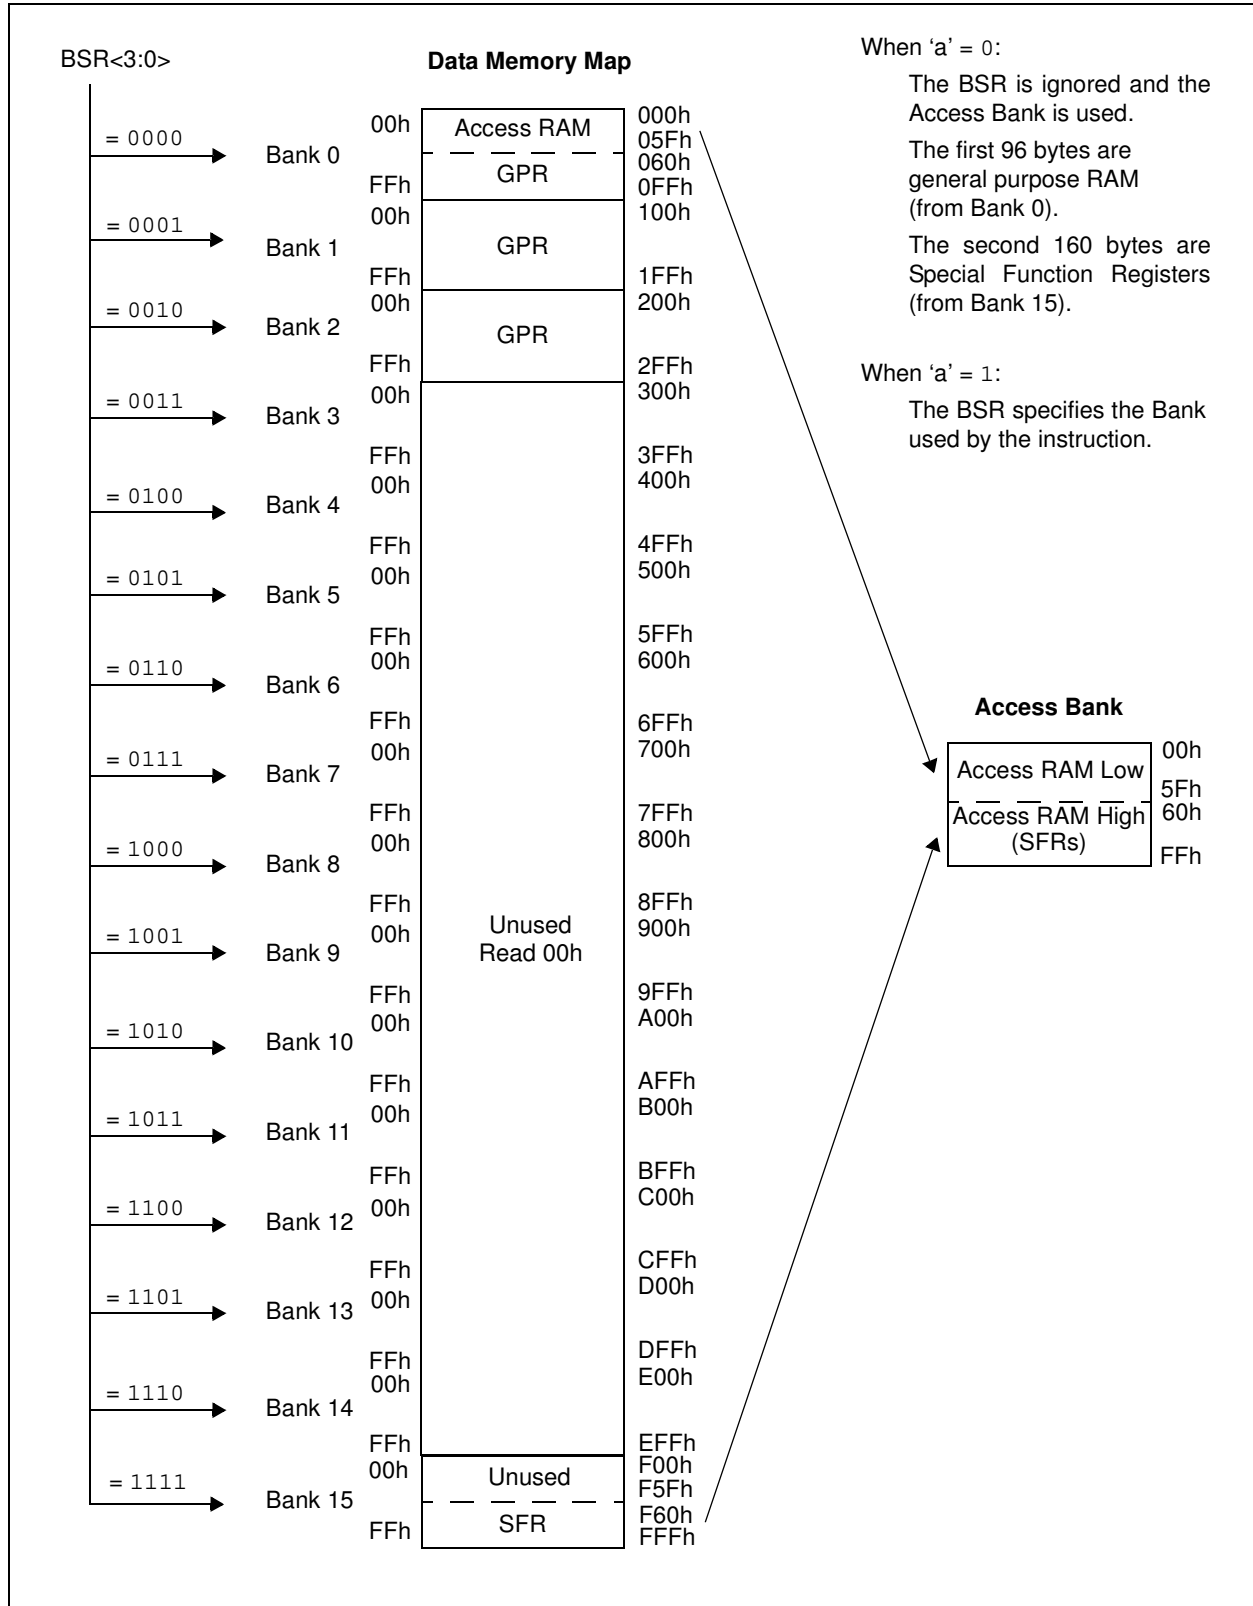 BSR<3:0>
Data Memory Map
When ‘a’ = 0:
The BSR is ignored and the
Access Bank is used.
The first 96 bytes are
general purpose RAM
(from Bank 0).
The second 160 bytes are
Special Function Registers
(from Bank 15).
When ‘a’ = 1:
The BSR specifies the Bank
used by the instruction.
= 0000
Bank 0
00h
FFh
Access RAM
GPR
000h
05Fh
060h
0FFh
= 0001
Bank 1
00h
FFh
GPR
100h
1FFh
= 0010
Bank 2
00h
FFh
GPR
200h
2FFh
= 0011
Bank 3
00h
FFh
300h
3FFh
= 0100
Bank 4
00h
FFh
400h
4FFh
= 0101
Bank 5
00h
FFh
500h
5FFh
= 0110
Bank 6
00h
FFh
600h
6FFh
= 0111
Bank 7
00h
FFh
700h
7FFh
= 1000
Bank 8
00h
FFh
800h
8FFh
= 1001
Bank 9
00h
FFh
Unused
Read 00h
900h
9FFh
= 1010
Bank 10
00h
FFh
A00h
AFFh
= 1011
Bank 11
00h
FFh
B00h
BFFh
= 1100
Bank 12
00h
FFh
C00h
CFFh
= 1101
Bank 13
00h
FFh
D00h
DFFh
= 1110
Bank 14
00h
FFh
E00h
EFFh
= 1111
Bank 15
00h
FFh
Unused
SFR
F00h
F5Fh
F60h
FFFh
Access Bank
Access RAM Low
Access RAM High
(SFRs)
00h
5Fh
60h
FFh